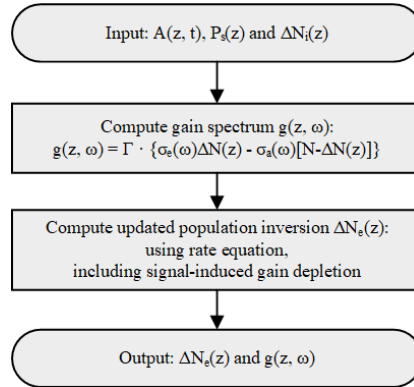 Input: A(z, t), Pₛ(z) and ΔNᵢ(z)
Compute gain spectrum g(z, ω):
g(z, ω) = Γ · {σₑ(ω)ΔN(z) - σₐ(ω)[N-ΔN(z)]}
Compute updated population inversion ΔNₑ(z):
using rate equation,
including signal-induced gain depletion
Output: ΔNₑ(z) and g(z, ω)